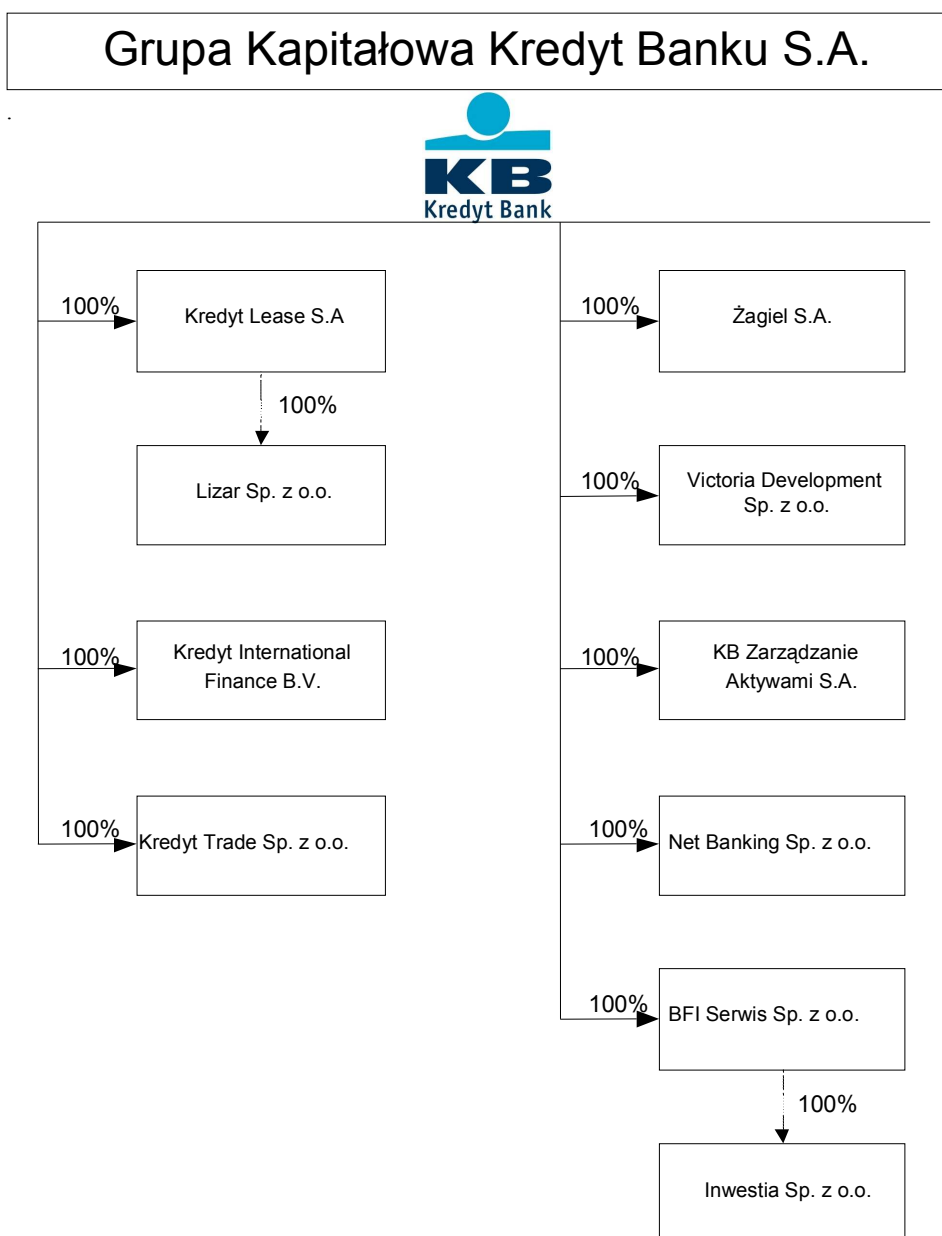 Grupa Kapitałowa Kredyt Banku S.A.
.
KB
Kredyt Bank
100%
Kredyt Lease S.A
100%
Lizar Sp. z o.o.
100%
Kredyt International
Finance B.V.
100%
Kredyt Trade Sp. z o.o.
100%
Żagiel S.A.
100%
Victoria Development
Sp. z o.o.
100%
KB Zarządzanie
Aktywami S.A.
100%
Net Banking Sp. z o.o.
100%
BFI Serwis Sp. z o.o.
100%
Inwestia Sp. z o.o.